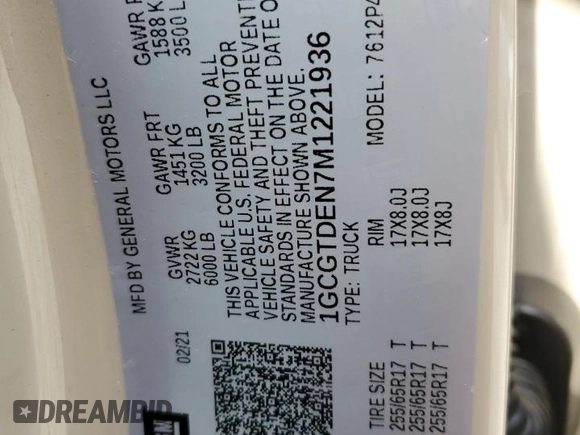 MFD BY GENERAL MOTORS LLC
02/21
GVWR
2722 KG
6000 LB
GAWR FRT
1451 KG
3200 LB
GAWR
1588 K
3500 L
THIS VEHICLE CONFORMS TO ALL
APPLICABLE U.S. FEDERAL MOTOR
VEHICLE SAFETY AND THEFT PREVENTI
STANDARDS IN EFFECT ON THE DATE O
MANUFACTURE SHOWN ABOVE.
1GCGTDEN7M1221936
TYPE: TRUCK
MODEL: 7612P4
TIRE SIZE RIM
255/65R17 T 17X8.0J
255/65R17 T 17X8.0J
255/65R17 T 17X8J
GM
DREAMBID